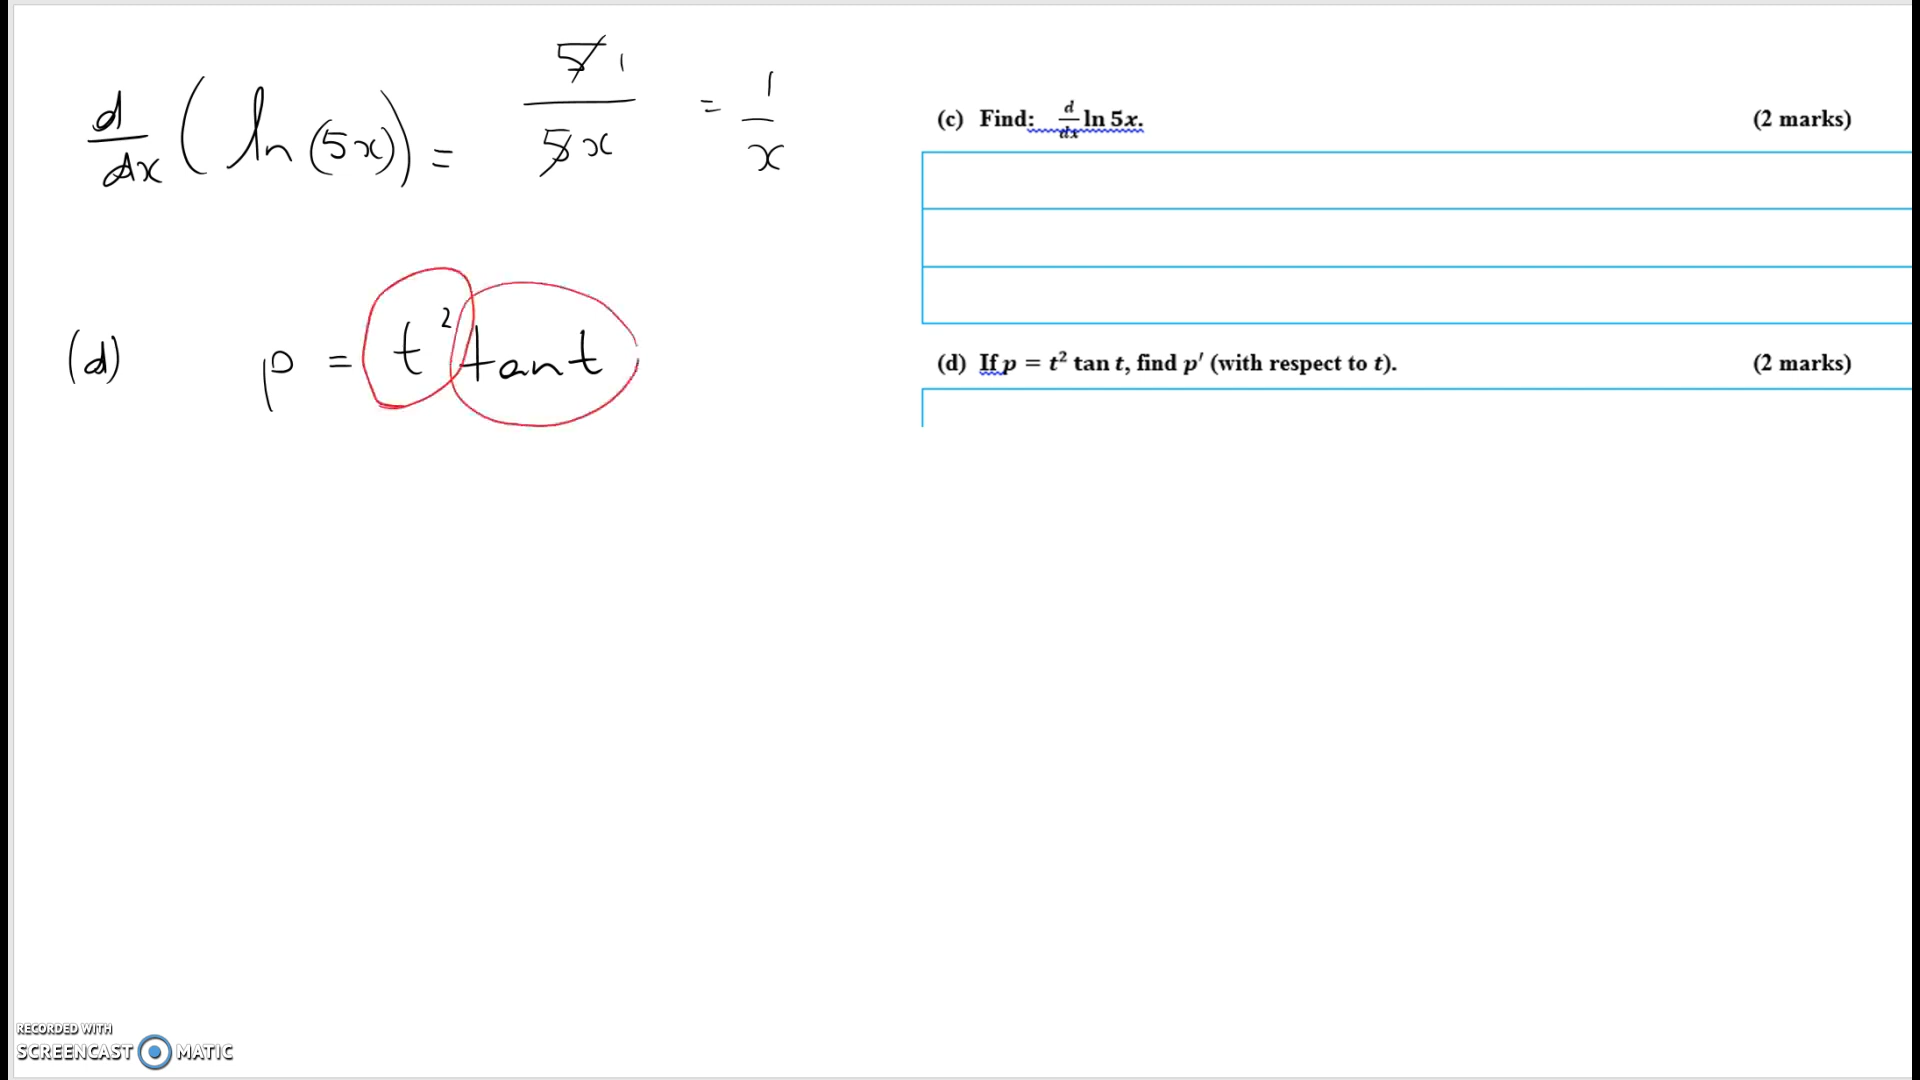 d/dx (ln(5x)) = 5 1/5x = 1/x
(d) p = t² tan t
(c) Find: d/dx ln 5x. (2 marks)
(d) If p = t² tan t, find p′ (with respect to t). (2 marks)
RECORDED WITH
SCREENCAST MATIC